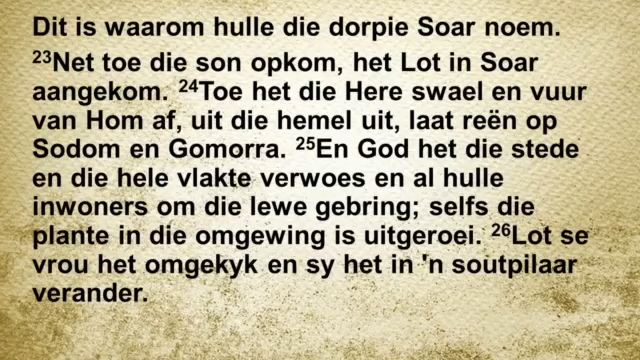 Dit is waarom hulle die dorpie Soar noem.
²³Net toe die son opkom, het Lot in Soar
aangekom. ²⁴Toe het die Here swael en vuur
van Hom af, uit die hemel uit, laat reën op
Sodom en Gomorra. ²⁵En God het die stede
en die hele vlakte verwoes en al hulle
inwoners om die lewe gebring; selfs die
plante in die omgewing is uitgeroei. ²⁶Lot se
vrou het omgekyk en sy het in 'n soutpilaar
verander.